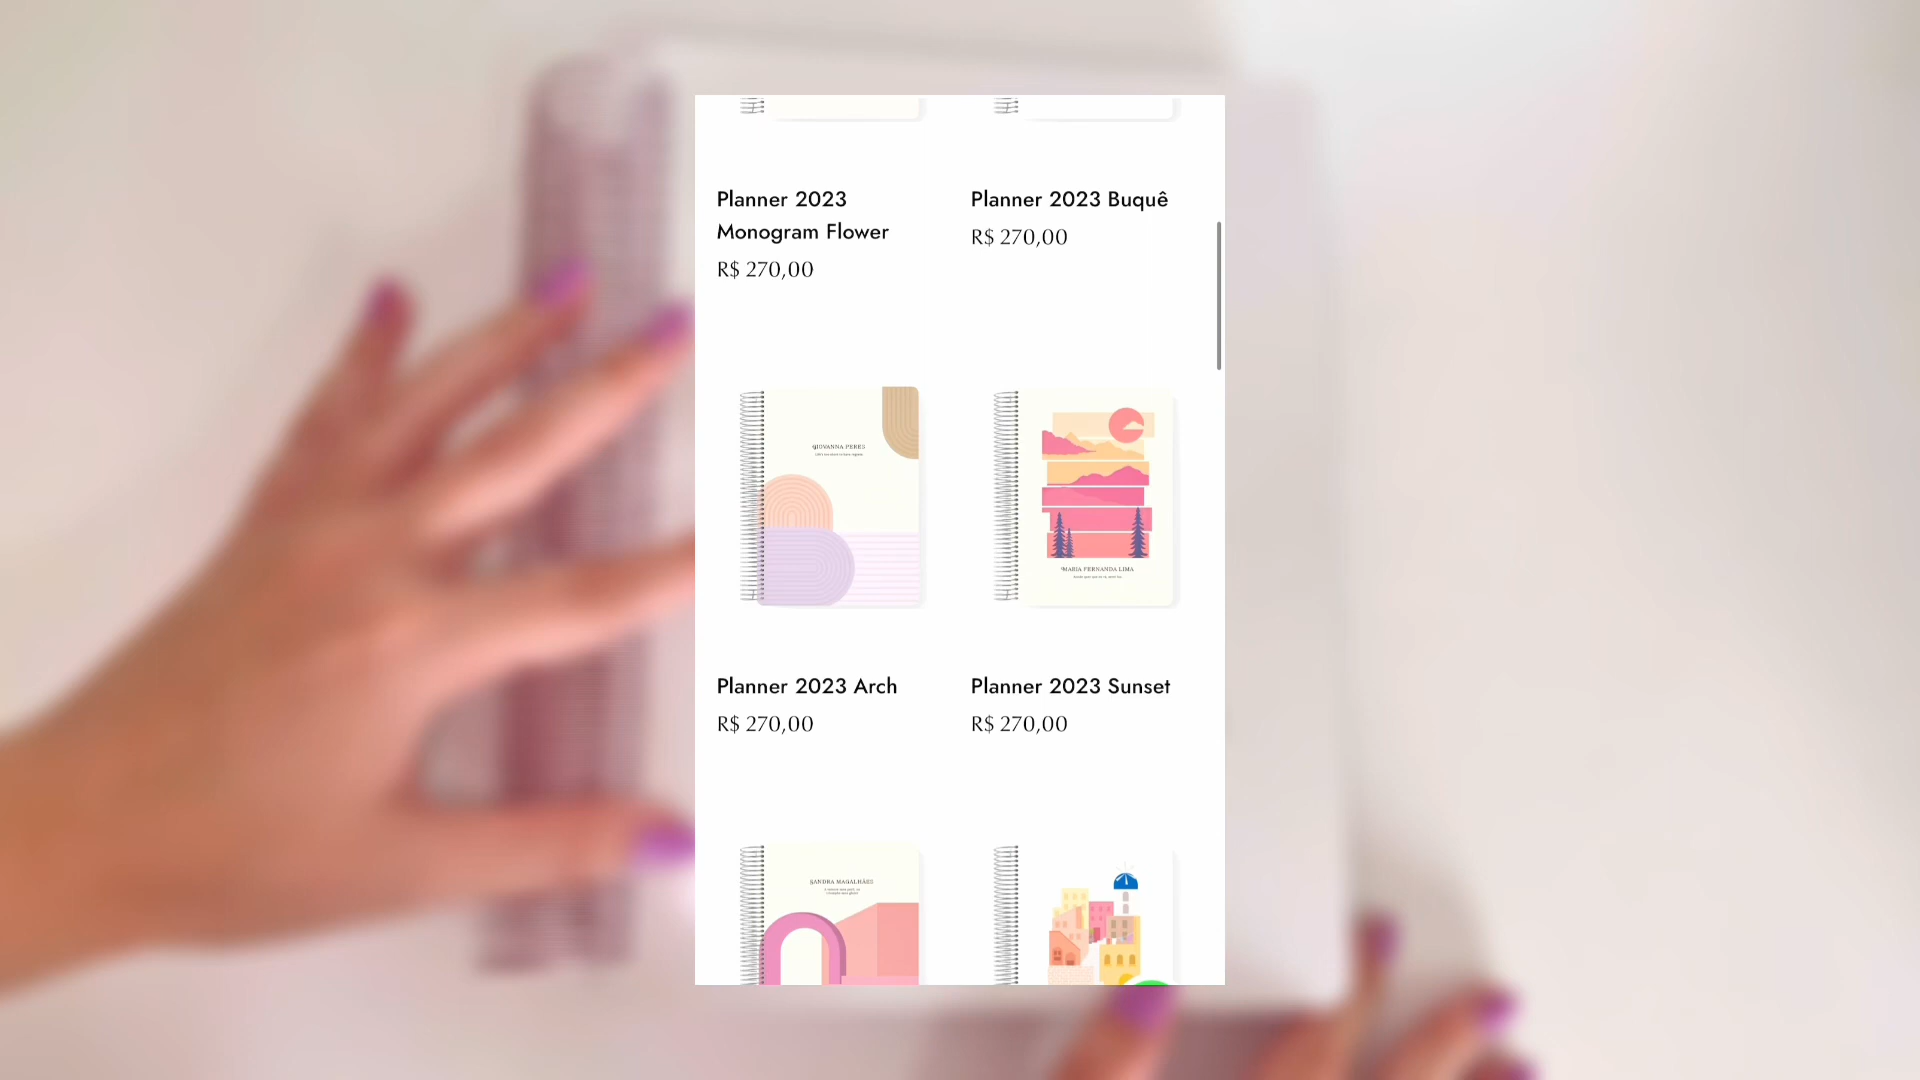 Planner 2023
Monogram Flower
R$ 270,00
Planner 2023 Buquê
R$ 270,00
GIOVANNA PERES
MARIA FERNANDA LIMA
Planner 2023 Arch
R$ 270,00
Planner 2023 Sunset
R$ 270,00
SANDRA MAGALHÃES